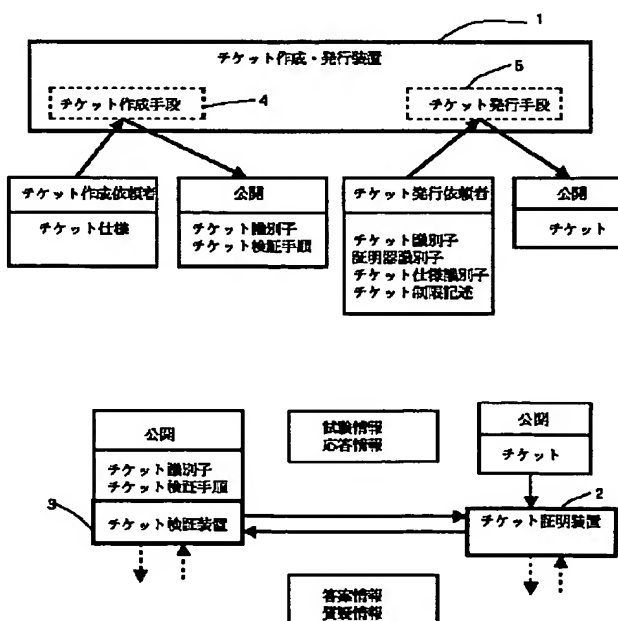 1
チケット作成・発行装置
5
チケット作成手段
4
チケット発行手段
チケット作成依頼者
公開
チケット発行依頼者
公開
チケット仕様
チケット識別子
チケット検証手順
チケット識別子
証明器識別子
チケット仕様識別子
チケット制限記述
チケット
公開
試験情報
応答情報
公開
チケット識別子
チケット検証手順
チケット
3
チケット検証装置
2
チケット証明装置
答案情報
質疑情報